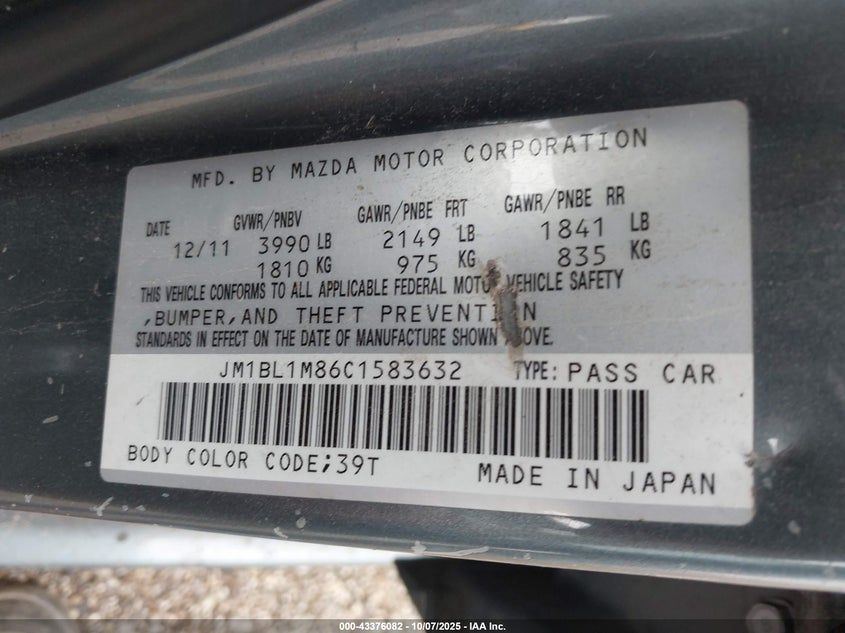 MFD. BY MAZDA MOTOR CORPORATION
DATE GVWR/PNBV GAWR/PNBE FRT GAWR/PNBE RR
12/11 3990 LB 2149 LB 1841 LB
1810 KG 975 KG 835 KG
THIS VEHICLE CONFORMS TO ALL APPLICABLE FEDERAL MOTOR VEHICLE SAFETY
,BUMPER,AND THEFT
STANDARDS IN EFFECT ON THE DATE OF MANUFACTURE SHOWN ABOVE.
JM1BL1M86C1583632 TYPE: PASS CAR
BODY COLOR CODE;39T MADE IN JAPAN
000-43376082 - 10/07/2025 - IAA Inc.